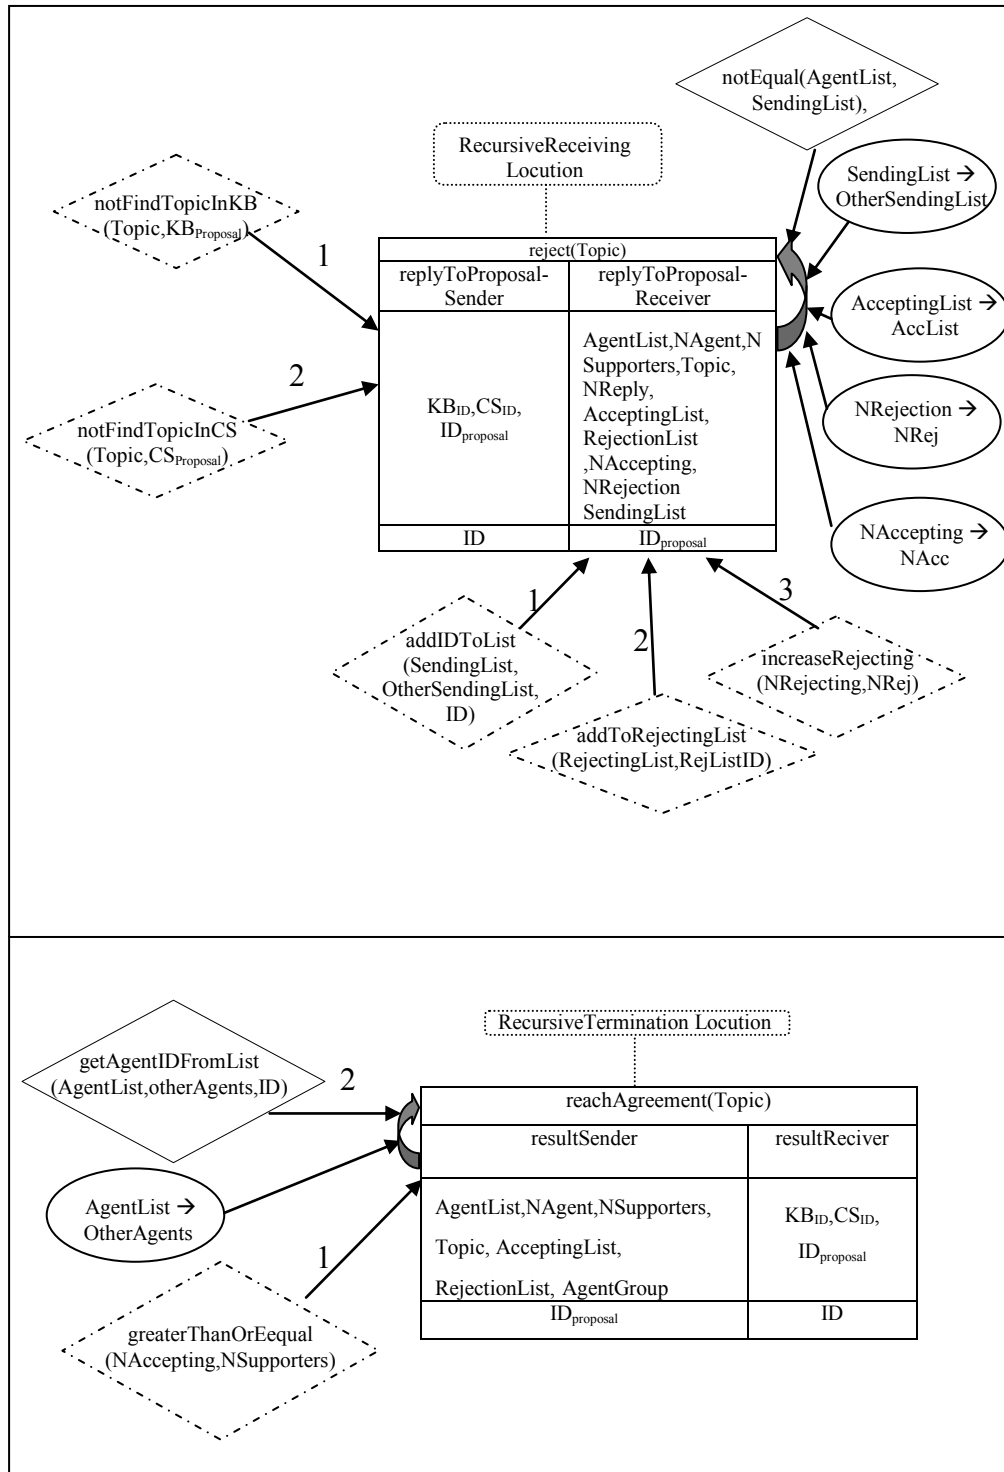 notEqual(AgentList,
SendingList),
RecursiveReceiving
Locution
SendingList →
OtherSendingList
notFindTopicInKB
(Topic,KBProposal)
1
reject(Topic)
replyToProposal-
Sender
replyToProposal-
Receiver
AcceptingList →
AccList
AgentList,NAgent,N
Supporters,Topic,
NReply,
AcceptingList,
RejectionList
,NAccepting,
NRejection
SendingList
2
KBID,CSID,
IDproposal
NRejection →
NRej
notFindTopicInCS
(Topic,CSProposal)
ID
IDproposal
NAccepting →
NAcc
1
2
3
addIDToList
(SendingList,
OtherSendingList,
ID)
increaseRejecting
(NRejecting,NRej)
addToRejectingList
(RejectingList,RejListID)
RecursiveTermination Locution
getAgentIDFromList
(AgentList,otherAgents,ID)
2
reachAgreement(Topic)
resultSender
resultReciver
AgentList →
OtherAgents
AgentList,NAgent,NSupporters,
Topic, AcceptingList,
RejectionList, AgentGroup
KBID,CSID,
IDproposal
1
IDproposal
ID
greaterThanOrEequal
(NAccepting,NSupporters)